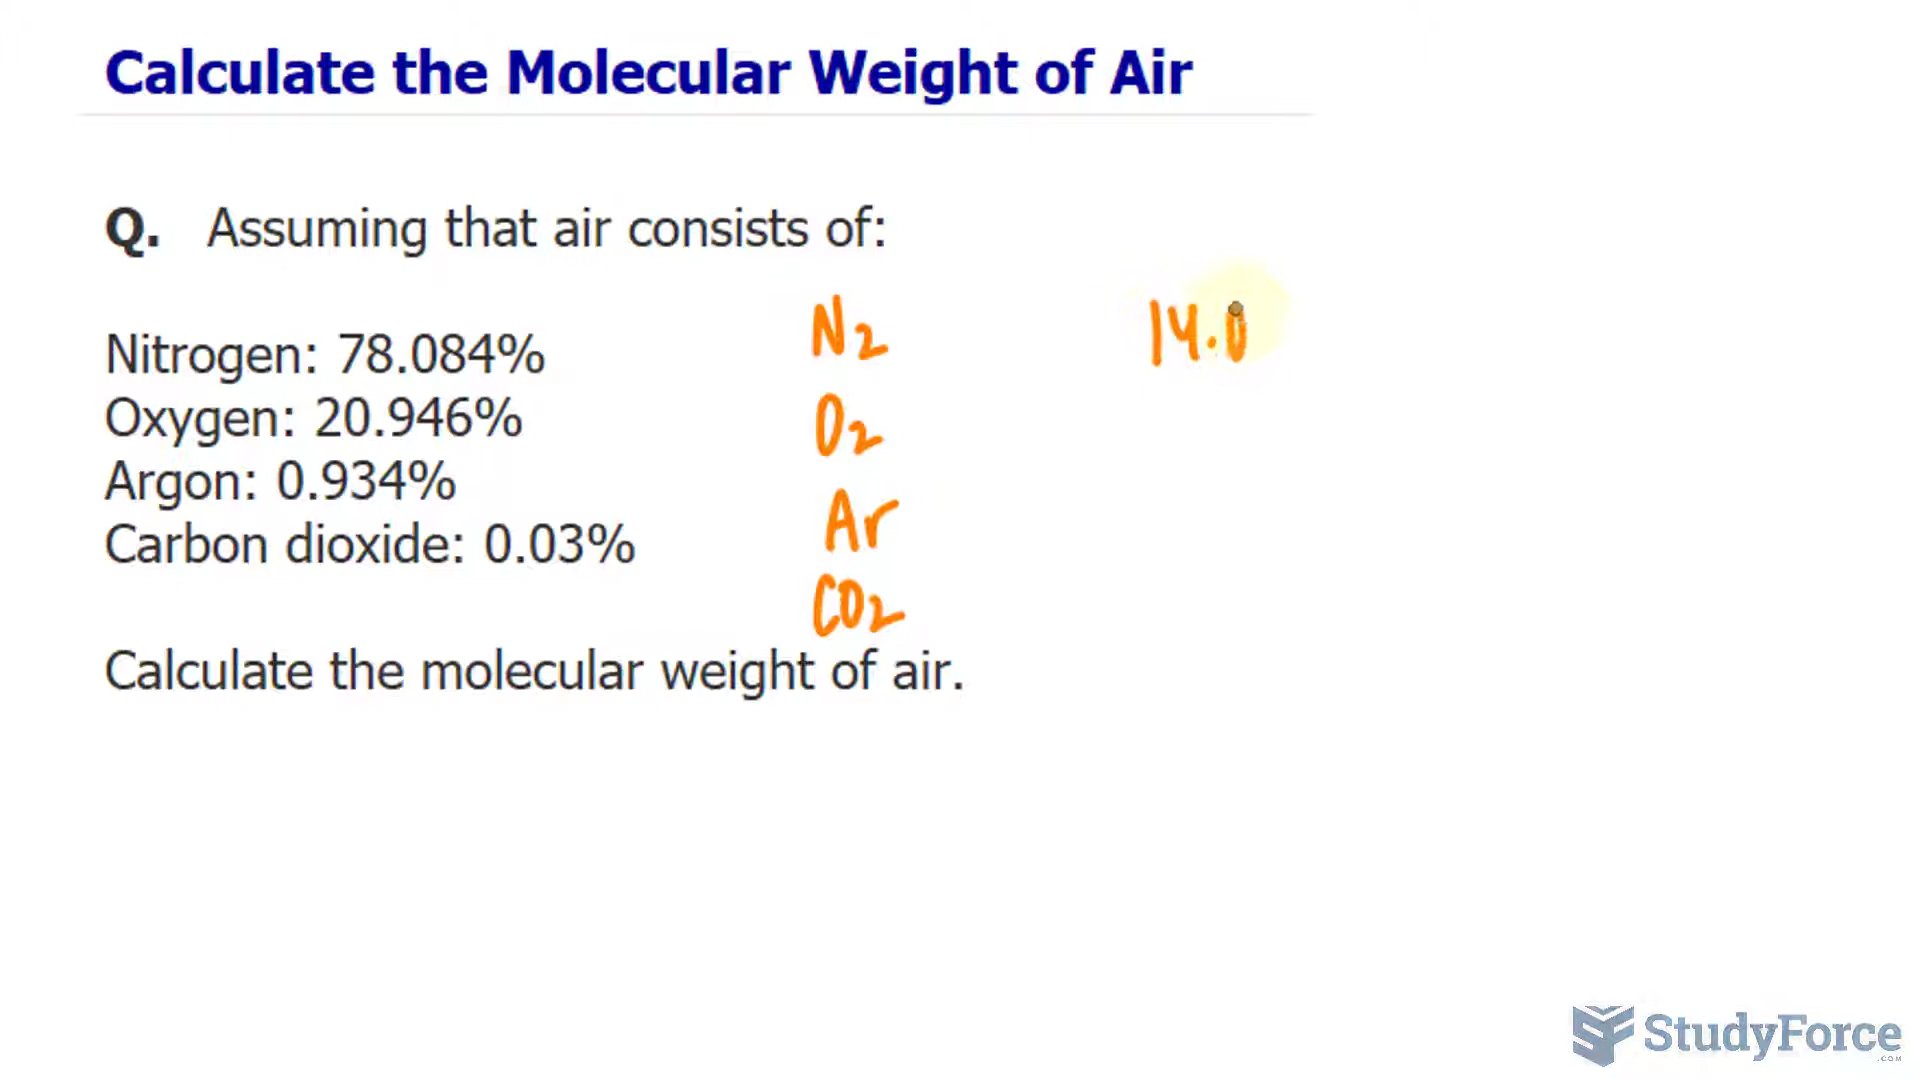 Calculate the Molecular Weight of Air
Q. Assuming that air consists of:
Nitrogen: 78.084% N2 14.0
Oxygen: 20.946% O2
Argon: 0.934% Ar
Carbon dioxide: 0.03% CO2
Calculate the molecular weight of air.
StudyForce
.COM